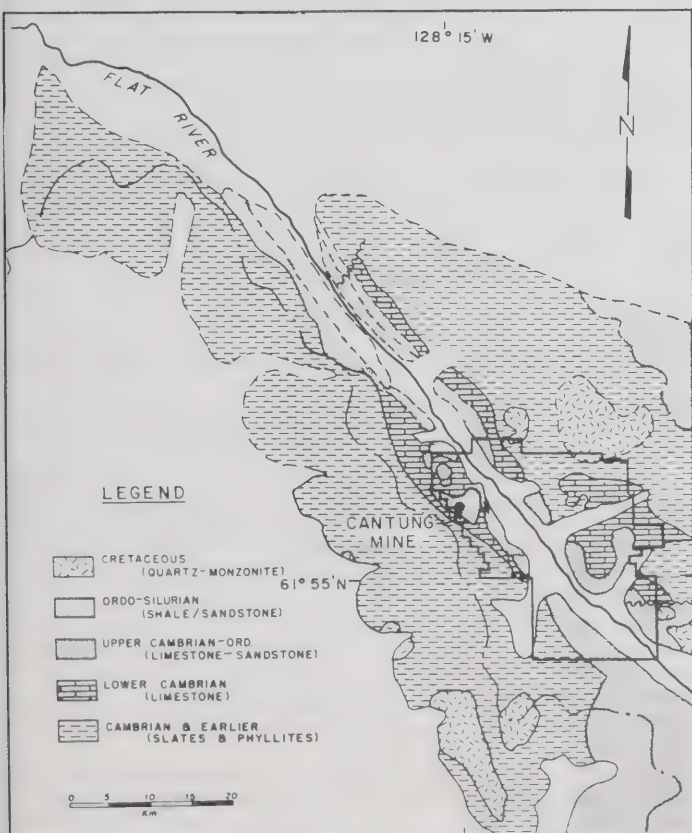 128° 15' W
FLAT RIVER
N
CANTUNG
MINE
61° 55'N
LEGEND
CRETACEOUS
(QUARTZ-MONZONITE)
ORDO-SILURIAN
(SHALE/SANDSTONE)
UPPER CAMBRIAN-ORD.
(LIMESTONE-SANDSTONE)
LOWER CAMBRIAN
(LIMESTONE)
CAMBRIAN & EARLIER
(SLATES & PHYLLITES)
0 5 10 15 20
Km